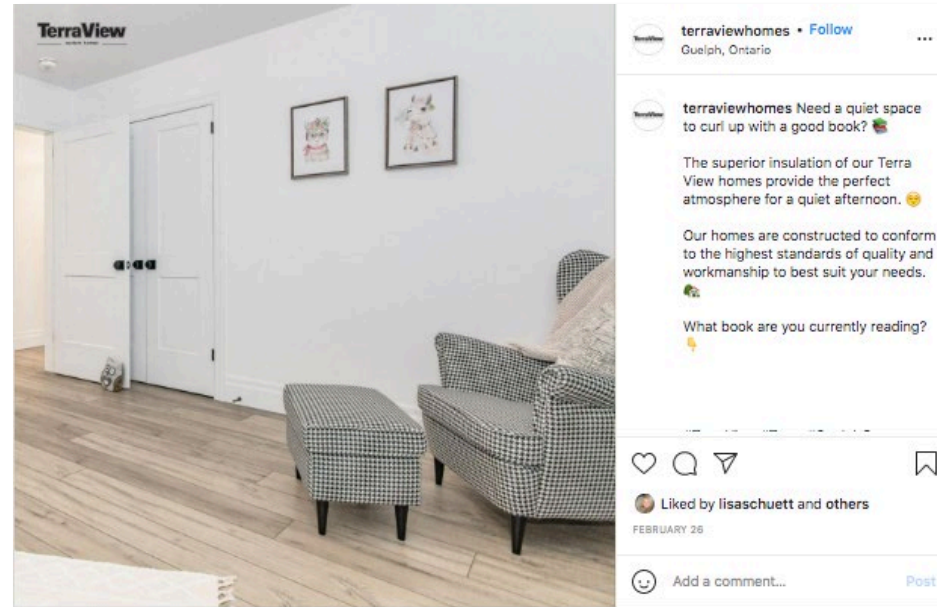 TerraView
terraviewhomes • Follow
Guelph, Ontario
terraviewhomes Need a quiet space
to curl up with a good book? 📚
The superior insulation of our Terra
View homes provide the perfect
atmosphere for a quiet afternoon. 😌
Our homes are constructed to conform
to the highest standards of quality and
workmanship to best suit your needs.
🏡
What book are you currently reading?
👇
Liked by lisaschuett and others
FEBRUARY 26
Add a comment...
Post